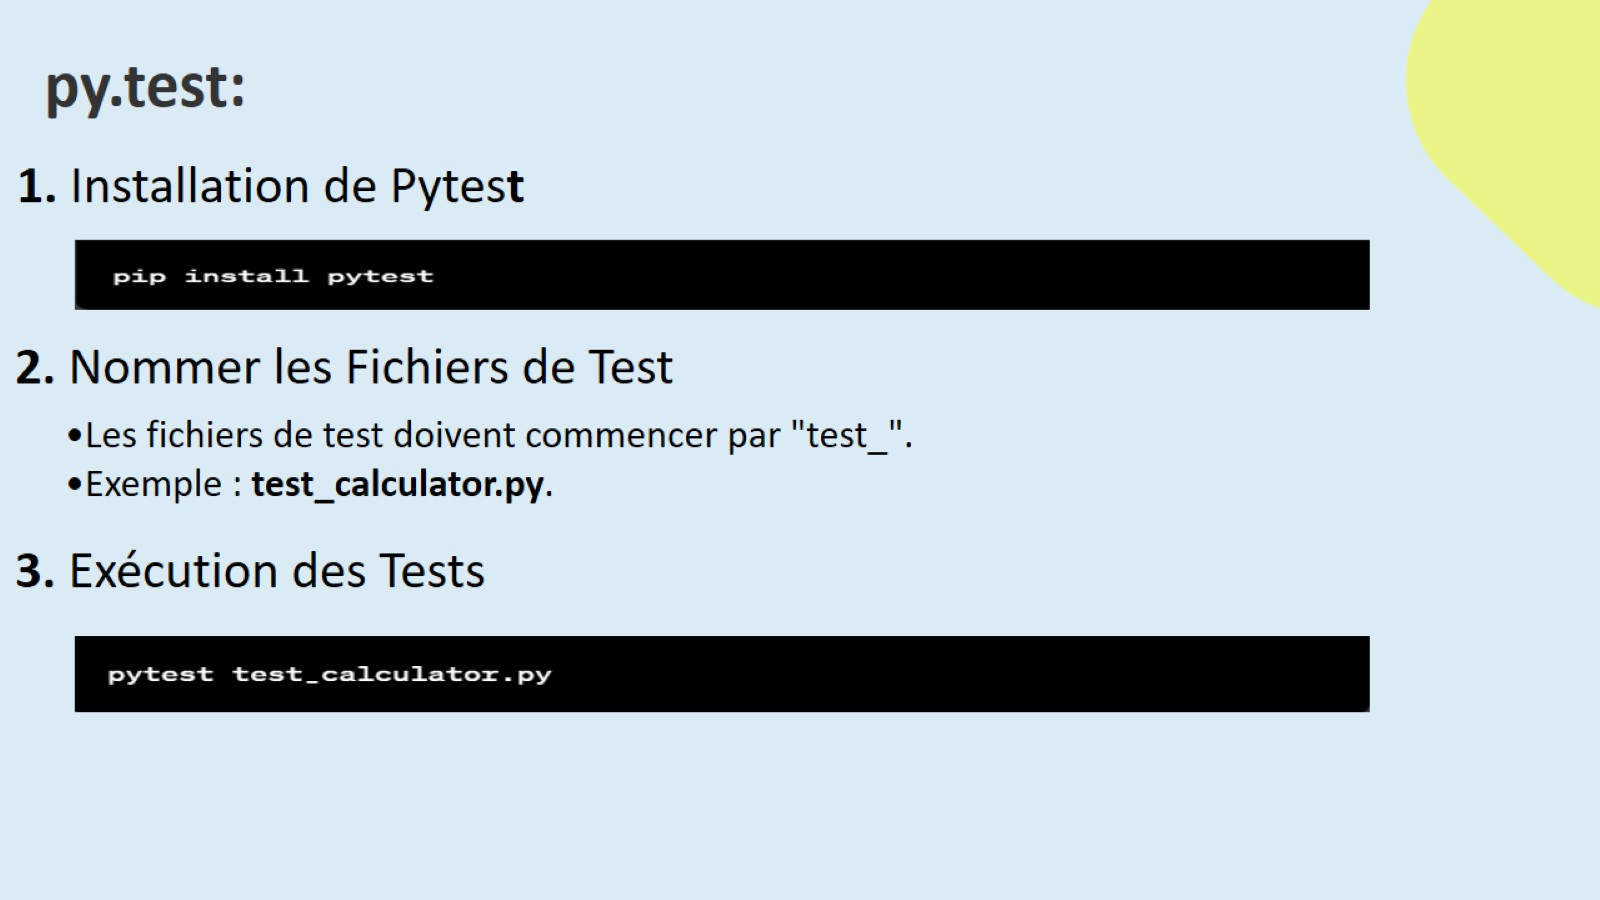 py.test:
1. Installation de Pytest
pip install pytest
2. Nommer les Fichiers de Test
•Les fichiers de test doivent commencer par "test_".
•Exemple : test_calculator.py.
3. Exécution des Tests
pytest test_calculator.py